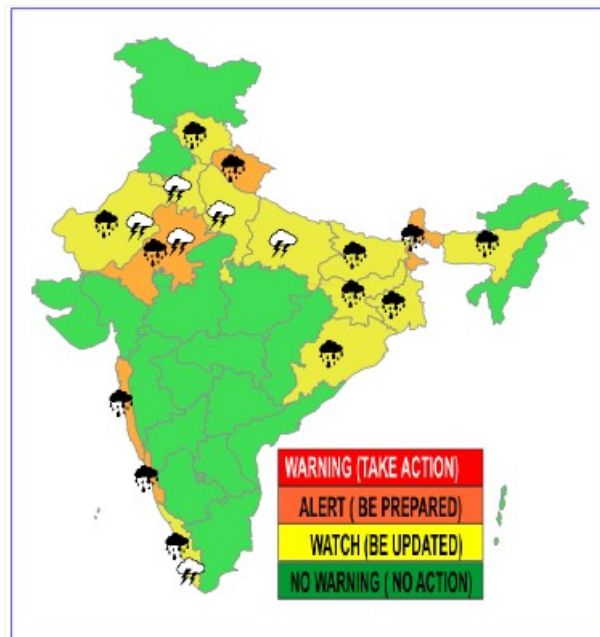 WARNING (TAKE ACTION)
ALERT ( BE PREPARED)
WATCH (BE UPDATED)
NO WARNING ( NO ACTION)